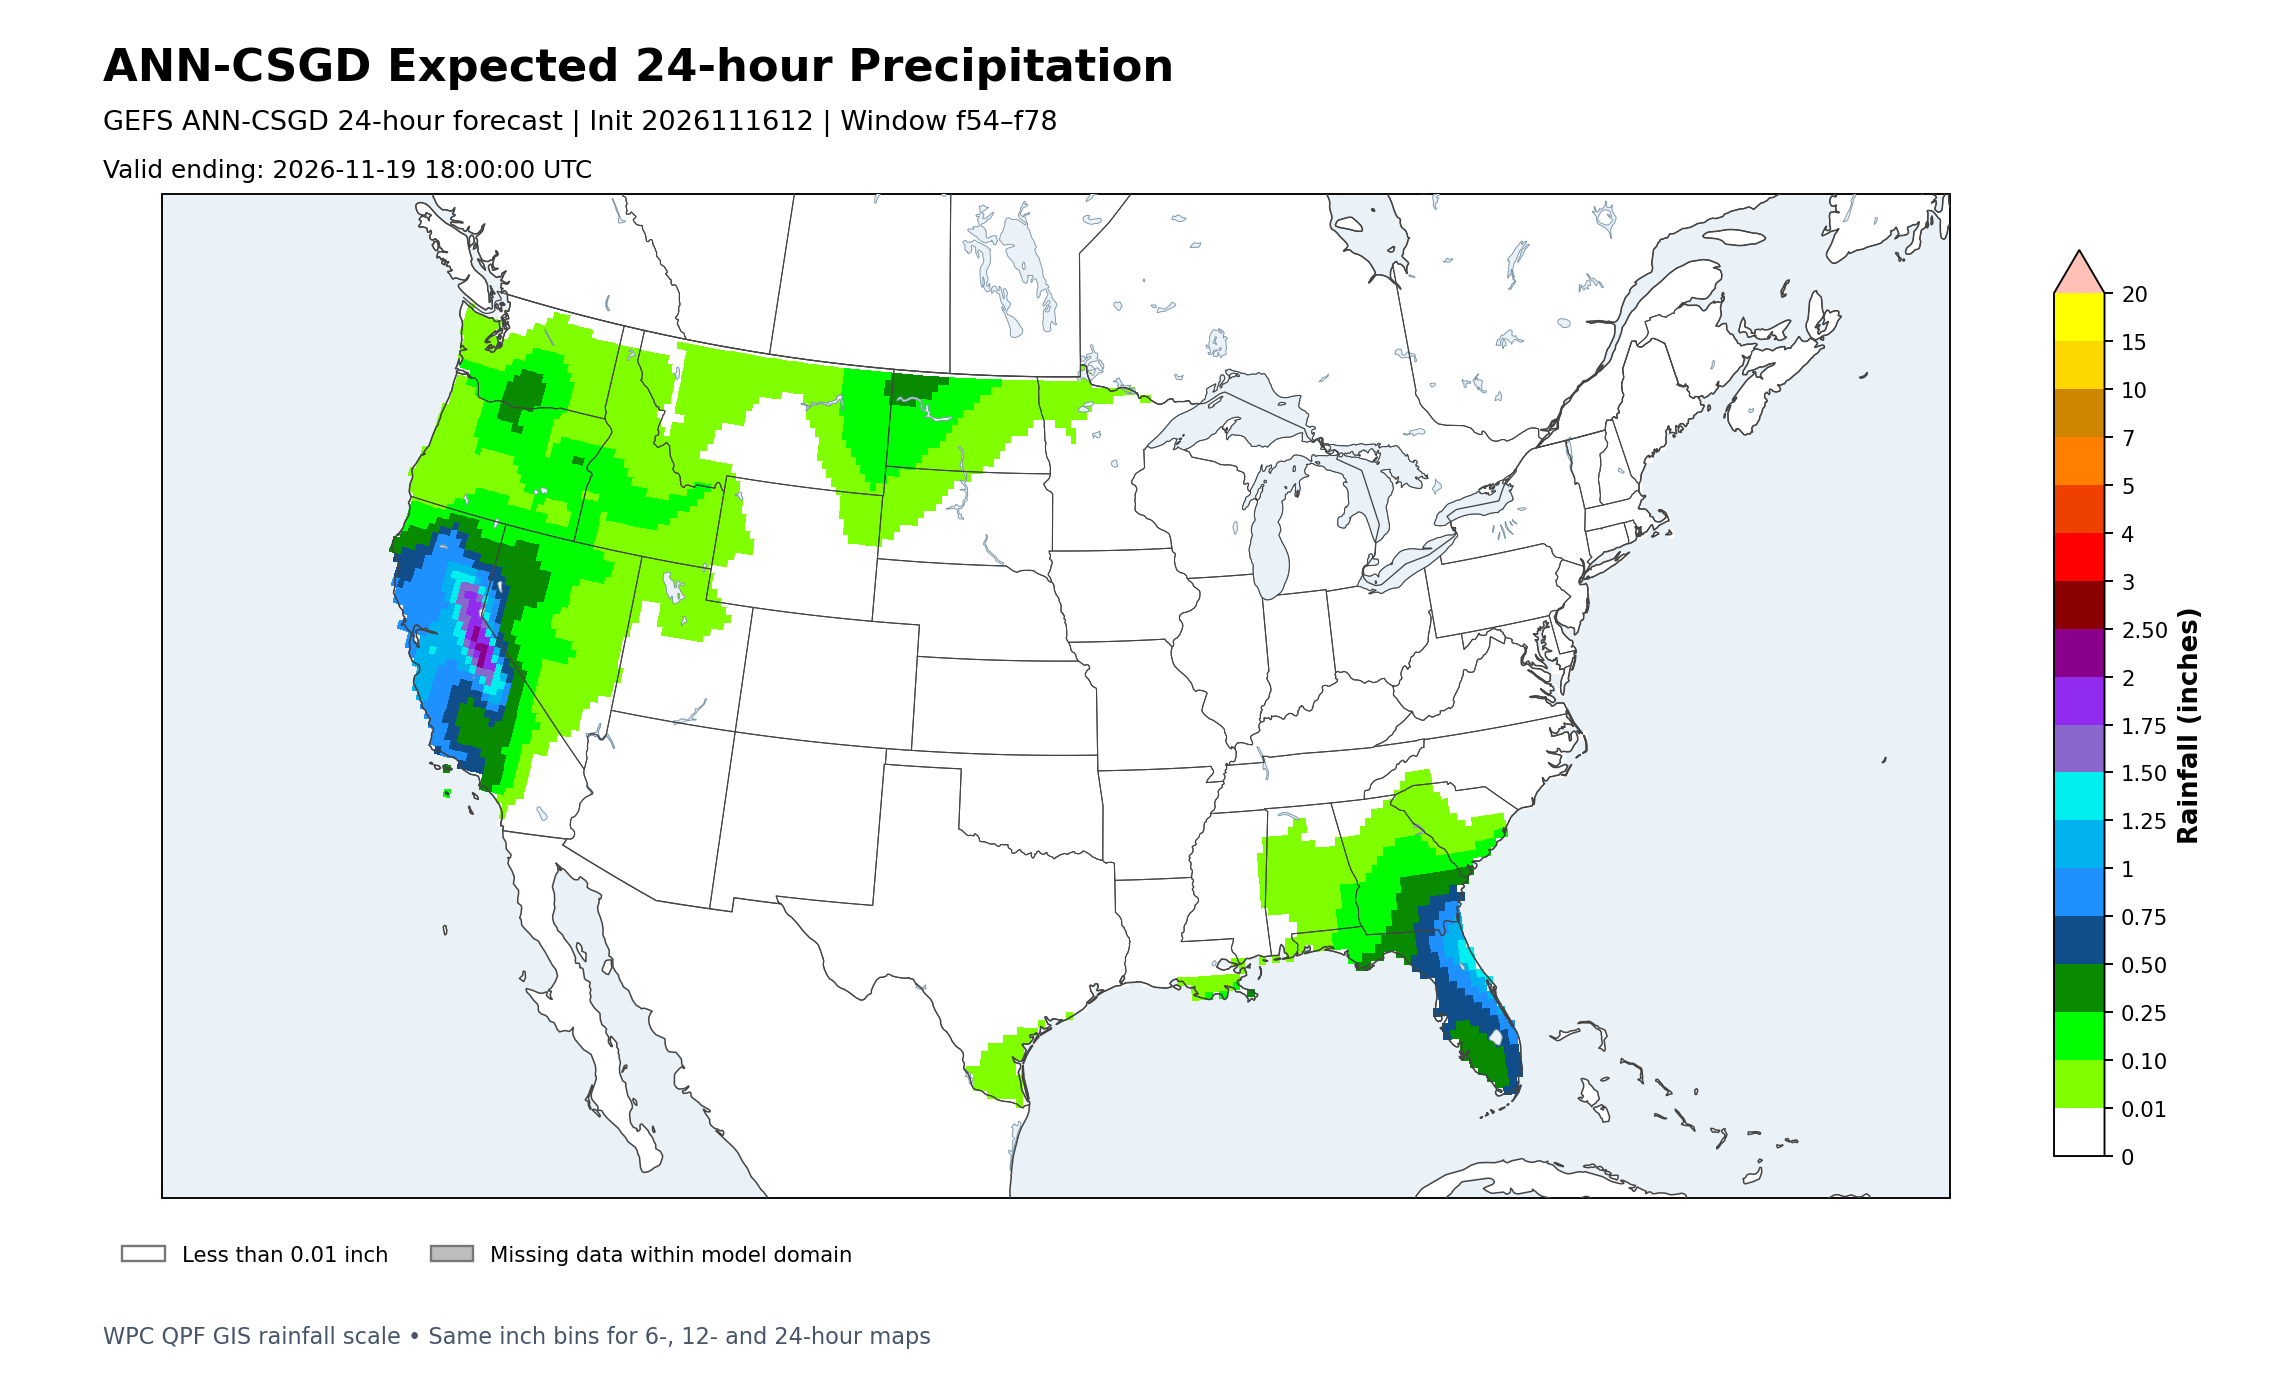 ANN-CSGD Expected 24-hour Precipitation
GEFS ANN-CSGD 24-hour forecast | Init 2026111612 | Window f54–f78
Valid ending: 2026-11-19 18:00:00 UTC
20
15
10
7
5
4
3
2.50
2
1.75
1.50
1.25
1
0.75
0.50
0.25
0.10
0.01
0
Rainfall (inches)
Less than 0.01 inch
Missing data within model domain
WPC QPF GIS rainfall scale • Same inch bins for 6-, 12- and 24-hour maps